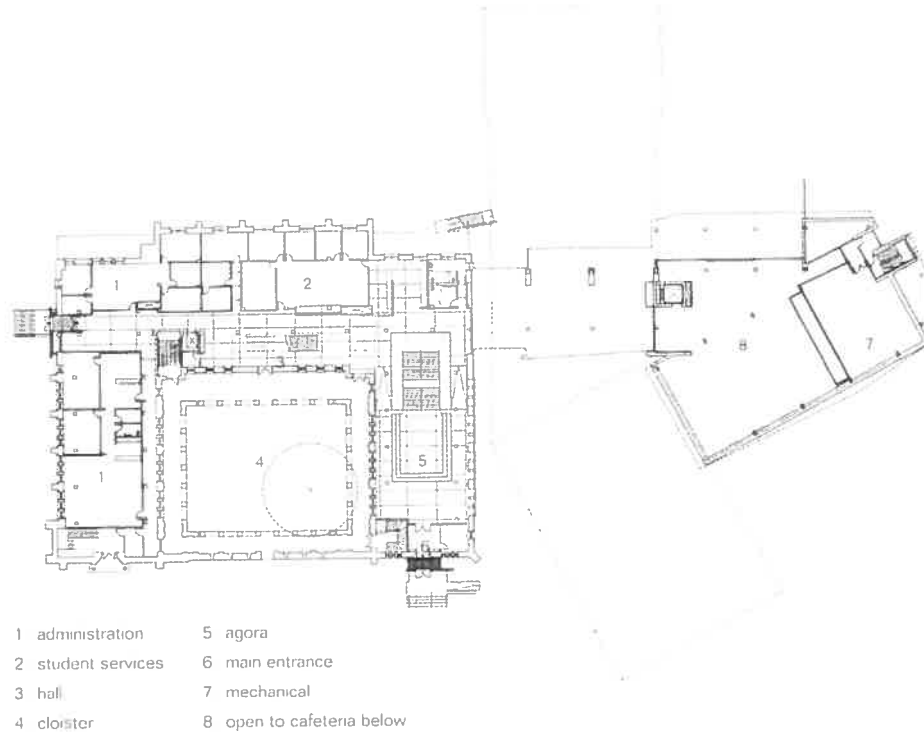 1
2
3
8
7
4
5
1
6
1 administration
2 student services
3 hall
4 cloister
5 agora
6 main entrance
7 mechanical
8 open to cafeteria below